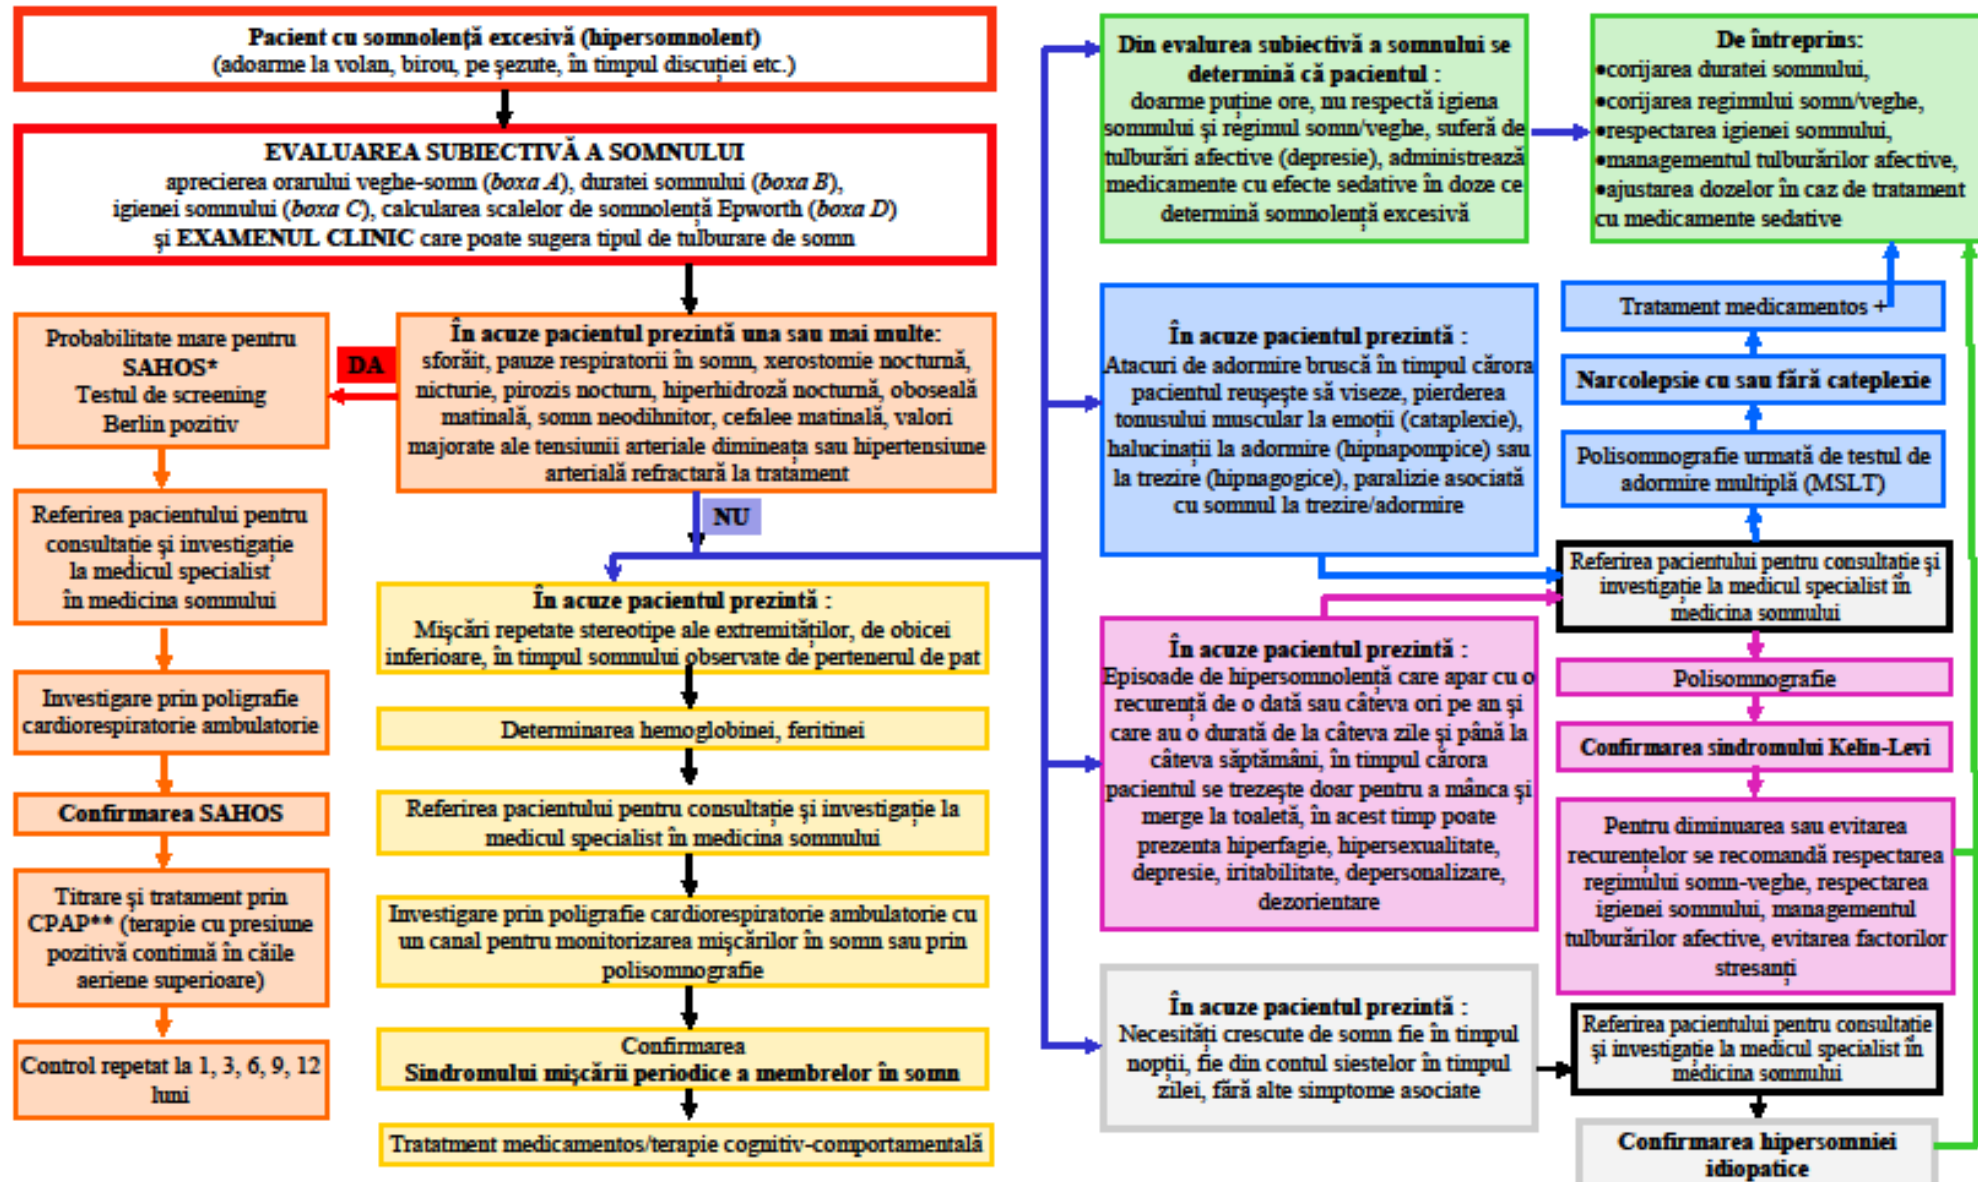 Pacient cu somnolență excesivă (hipersomnolent)
(adoarme la volan, birou, pe șezute, în timpul discuției etc.)
EVALUAREA SUBIECTIVĂ A SOMNULUI
aprecierea orarului veghe-somn (boxa A), duratei somnului (boxa B),
igienei somnului (boxa C), calcularea scalelor de somnolență Epworth (boxa D)
și EXAMENUL CLINIC care poate sugera tipul de tulburare de somn
În acuze pacientul prezintă una sau mai multe:
sforăit, pauze respiratorii în somn, xerostomie nocturnă,
nicturie, pirozis nocturn, hiperhidroză nocturnă, oboseală
matinală, somn neodihnitor, cefalee matinală, valori
majorate ale tensiunii arteriale dimineața sau hipertensiune
arterială refractară la tratament
DA
NU
Probabilitate mare pentru
SAHOS*
Testul de screening
Berlin pozitiv
Referirea pacientului pentru
consultație și investigație
la medicul specialist
în medicina somnului
Investigare prin poligrafie
cardiorespiratorie ambulatorie
Confirmarea SAHOS
Titrare și tratament prin
CPAP** (terapie cu presiune
pozitivă continuă în căile
aeriene superioare)
Control repetat la 1, 3, 6, 9, 12
luni
În acuze pacientul prezintă :
Mișcări repetate stereotipe ale extremităților, de obicei
inferioare, în timpul somnului observate de pertenerul de pat
Determinarea hemoglobinei, feritinei
Referirea pacientului pentru consultație și investigație la
medicul specialist în medicina somnului
Investigare prin poligrafie cardiorespiratorie ambulatorie cu
un canal pentru monitorizarea mișcărilor în somn sau prin
polisomnografie
Confirmarea
Sindromului mișcării periodice a membrelor în somn
Tratatment medicamentos/terapie cognitiv-comportamentală
Din evalurea subiectivă a somnului se
determină că pacientul :
doarme puține ore, nu respectă igiena
somnului și regimul somn/veghe, suferă de
tulburări afective (depresie), administrează
medicamente cu efecte sedative în doze ce
determină somnolență excesivă
De întreprins:
•corijarea duratei somnului,
•corijarea regimului somn/veghe,
•respectarea igienei somnului,
•managementul tulburărilor afective,
•ajustarea dozelor în caz de tratament
cu medicamente sedative
În acuze pacientul prezintă :
Atacuri de adormire bruscă în timpul cărora
pacientul reușește să viseze, pierderea
tonusului muscular la emoții (cataplexie),
halucinații la adormire (hipnapompice) sau
la trezire (hipnagogice), paralizie asociată
cu somnul la trezire/adormire
Tratament medicamentos +
Narcolepsie cu sau fără cateplexie
Polisomnografie urmată de testul de
adormire multiplă (MSLT)
Referirea pacientului pentru consultație și
investigație la medicul specialist în
medicina somnului
În acuze pacientul prezintă :
Episoade de hipersomnolență care apar cu o
recurență de o dată sau câteva ori pe an și
care au o durată de la câteva zile și până la
câteva săptămâni, în timpul cărora
pacientul se trezește doar pentru a mânca și
merge la toaletă, în acest timp poate
prezenta hiperfagie, hipersexualitate,
depresie, iritabilitate, depersonalizare,
dezorientare
Polisomnografie
Confirmarea sindromului Kelin-Levi
Pentru diminuarea sau evitarea
recurențelor se recomandă respectarea
regimului somn-veghe, respectarea
igienei somnului, managementul
tulburărilor afective, evitarea factorilor
stresanți
În acuze pacientul prezintă :
Necesități crescute de somn fie în timpul
nopții, fie din contul siestelor în timpul
zilei, fără alte simptome asociate
Referirea pacientului pentru consultație
și investigație la medicul specialist în
medicina somnului
Confirmarea hipersomniei
idiopatice